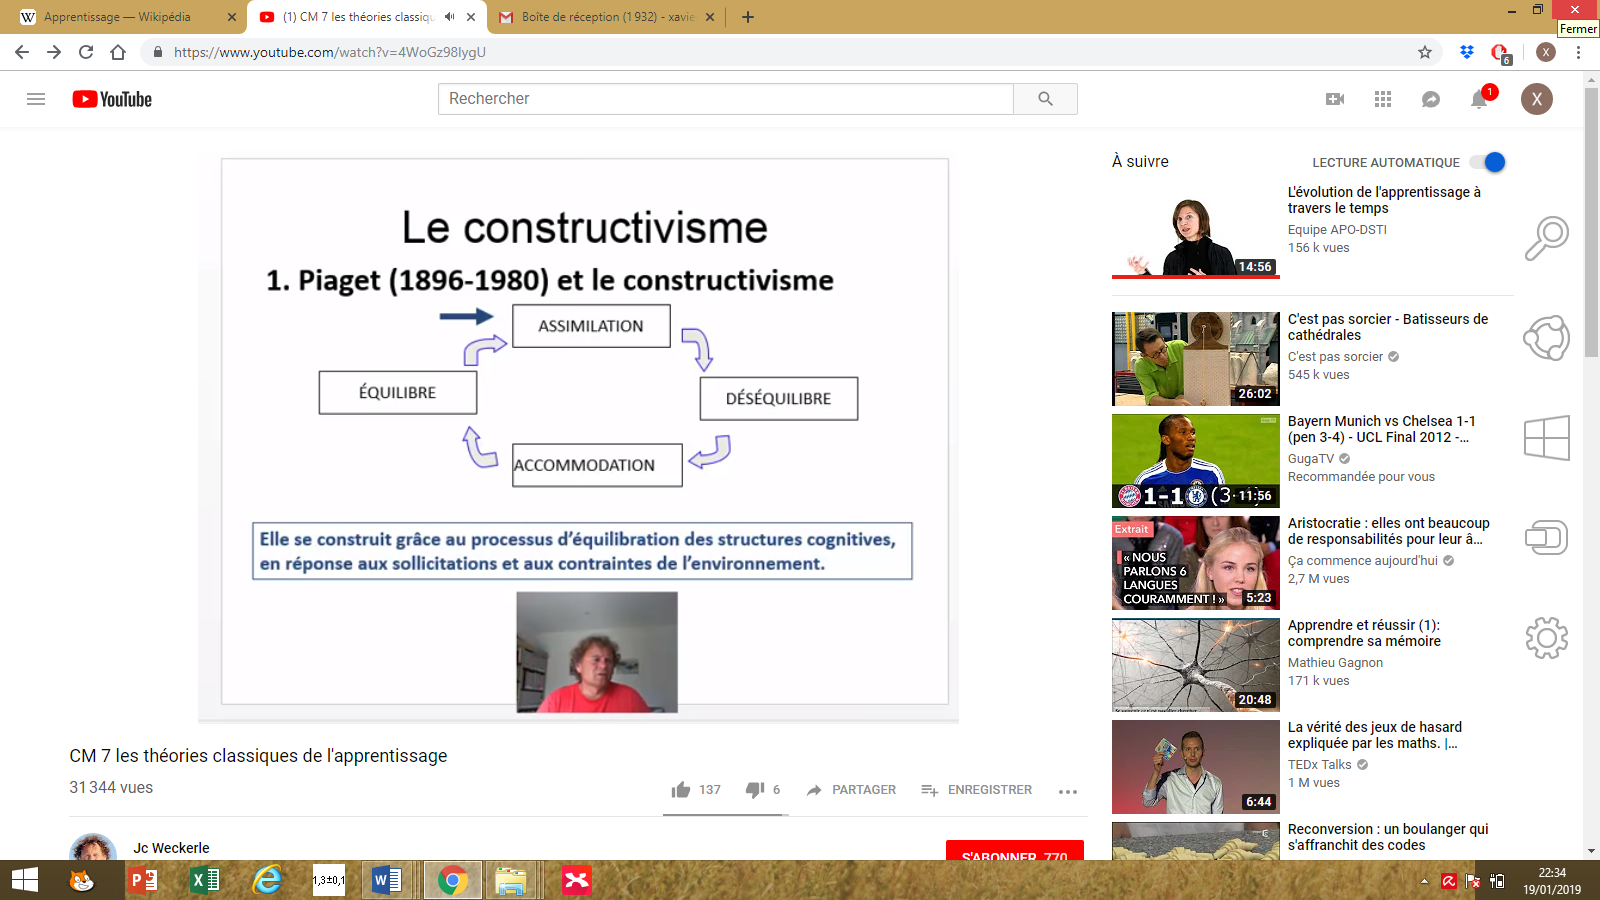 Apprentissage — Wikipédia
(1) CM 7 les théories classiqu
Boîte de réception (1 932) - xavie
Fermer
https://www.youtube.com/watch?v=4WoGz98IygU
6
X
YouTube
Rechercher
1
X
Le constructivisme
1. Piaget (1896-1980) et le constructivisme
ASSIMILATION
ÉQUILIBRE
DÉSÉQUILIBRE
ACCOMMODATION
Elle se construit grâce au processus d'équilibration des structures cognitives,
en réponse aux sollicitations et aux contraintes de l'environnement.
CM 7 les théories classiques de l'apprentissage
31 344 vues
137
6
PARTAGER
ENREGISTRER
Jc Weckerle
S'ABONNER 770
À suivre
LECTURE AUTOMATIQUE
L'évolution de l'apprentissage à
travers le temps
Equipe APO-DSTI
156 k vues
14:56
C'est pas sorcier - Batisseurs de
cathédrales
C'est pas sorcier
545 k vues
26:02
Bayern Munich vs Chelsea 1-1
(pen 3-4) - UCL Final 2012 -...
GugaTV
Recommandée pour vous
1-1 (3-
11:56
Aristocratie : elles ont beaucoup
de responsabilités pour leur â...
Ça commence aujourd'hui
2,7 M vues
Extrait
« NOUS
PARLONS 6
LANGUES
COURAMMENT ! »
5:23
Apprendre et réussir (1):
comprendre sa mémoire
Mathieu Gagnon
171 k vues
20:48
La vérité des jeux de hasard
expliquée par les maths. |...
TEDx Talks
1 M vues
6:44
Reconversion : un boulanger qui
s'affranchit des codes
1,3±0,1
22:34
19/01/2019